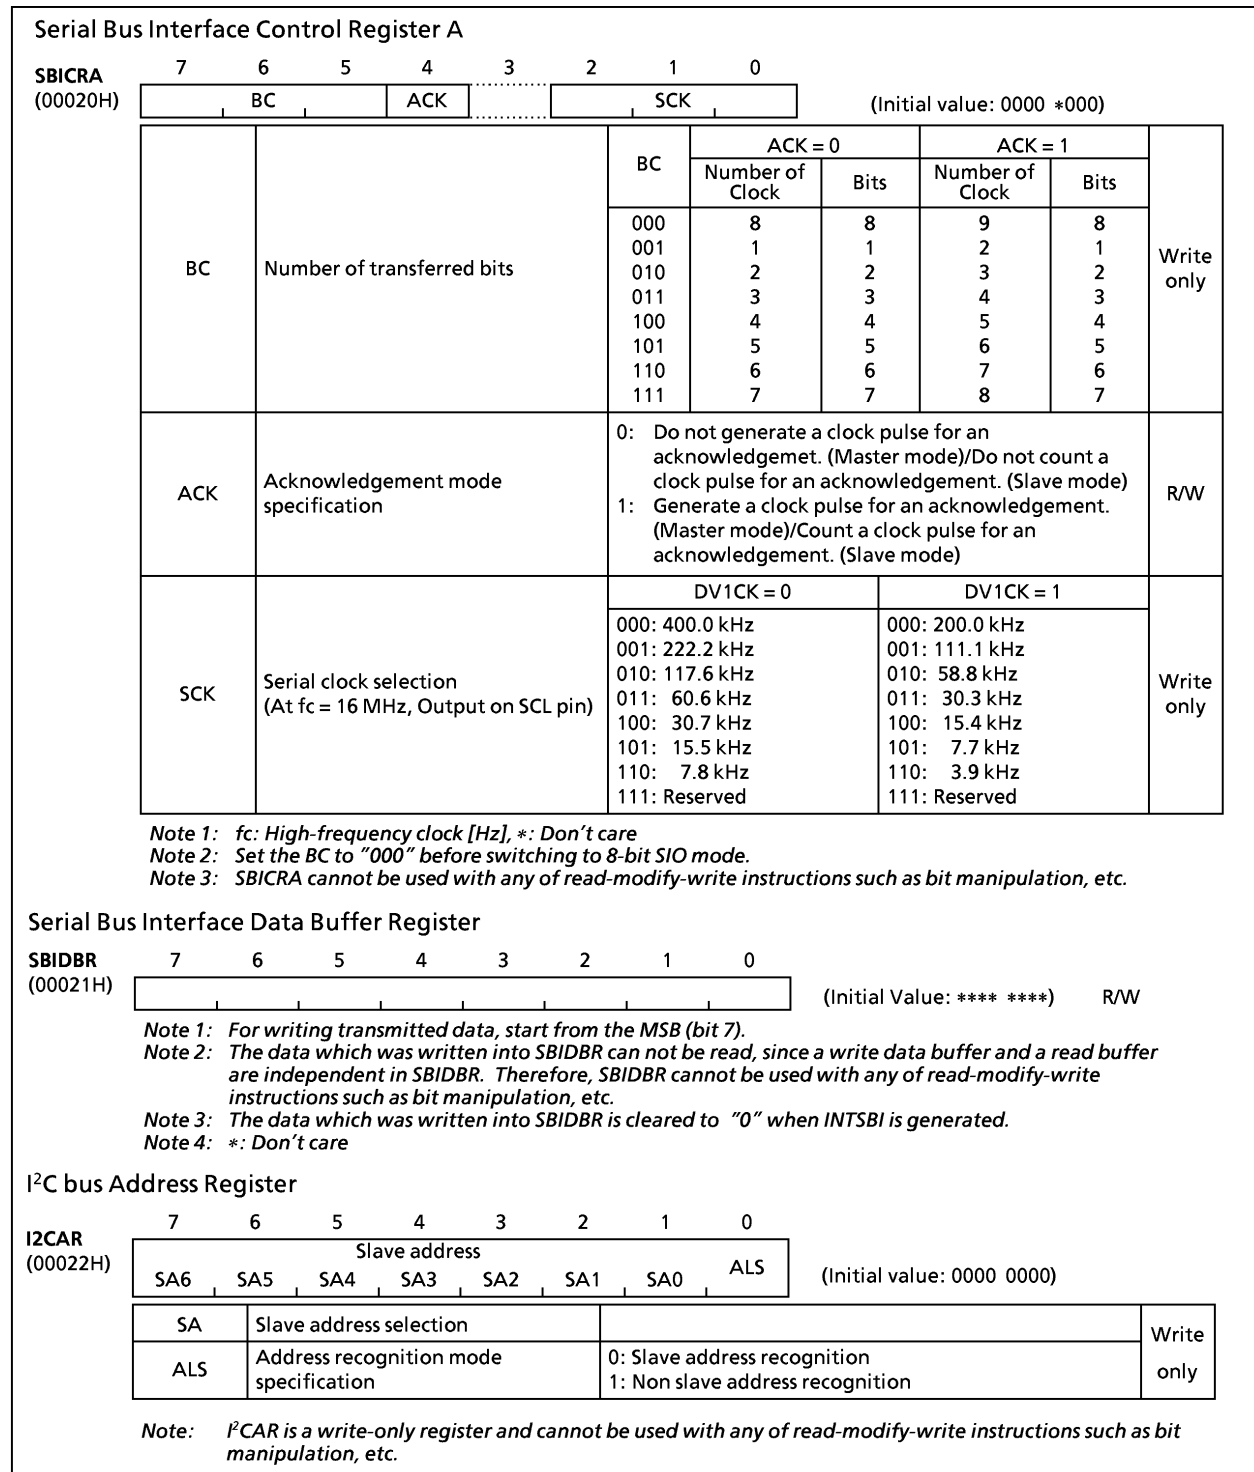 Serial Bus Interface Control Register A
7 6 5 4 3 2 1 0
SBICRA
(00020H)
BC ACK SCK
(Initial value: 0000 *000)
BC ACK = 0 ACK = 1
Number of Clock Bits Number of Clock Bits
BC Number of transferred bits Write only
000 8 8 9 8
001 1 1 2 1
010 2 2 3 2
011 3 3 4 3
100 4 4 5 4
101 5 5 6 5
110 6 6 7 6
111 7 7 8 7
ACK Acknowledgement mode specification R/W
0: Do not generate a clock pulse for an
acknowledgemet. (Master mode)/Do not count a
clock pulse for an acknowledgement. (Slave mode)
1: Generate a clock pulse for an acknowledgement.
(Master mode)/Count a clock pulse for an
acknowledgement. (Slave mode)
SCK Serial clock selection
(At fc = 16 MHz, Output on SCL pin)
Write only
DV1CK = 0 DV1CK = 1
000: 400.0 kHz 000: 200.0 kHz
001: 222.2 kHz 001: 111.1 kHz
010: 117.6 kHz 010: 58.8 kHz
011: 60.6 kHz 011: 30.3 kHz
100: 30.7 kHz 100: 15.4 kHz
101: 15.5 kHz 101: 7.7 kHz
110: 7.8 kHz 110: 3.9 kHz
111: Reserved 111: Reserved
Note 1: fc: High-frequency clock [Hz], *: Don't care
Note 2: Set the BC to "000" before switching to 8-bit SIO mode.
Note 3: SBICRA cannot be used with any of read-modify-write instructions such as bit manipulation, etc.
Serial Bus Interface Data Buffer Register
SBIDBR 7 6 5 4 3 2 1 0
(00021H)
(Initial Value: **** ****) R/W
Note 1: For writing transmitted data, start from the MSB (bit 7).
Note 2: The data which was written into SBIDBR can not be read, since a write data buffer and a read buffer
are independent in SBIDBR. Therefore, SBIDBR cannot be used with any of read-modify-write
instructions such as bit manipulation, etc.
Note 3: The data which was written into SBIDBR is cleared to "0" when INTSBI is generated.
Note 4: *: Don't care
I²C bus Address Register
7 6 5 4 3 2 1 0
I2CAR
(00022H)
Slave address
SA6 SA5 SA4 SA3 SA2 SA1 SA0 ALS
(Initial value: 0000 0000)
SA Slave address selection
Write only
ALS Address recognition mode specification
0: Slave address recognition
1: Non slave address recognition
Note: I²CAR is a write-only register and cannot be used with any of read-modify-write instructions such as bit
manipulation, etc.